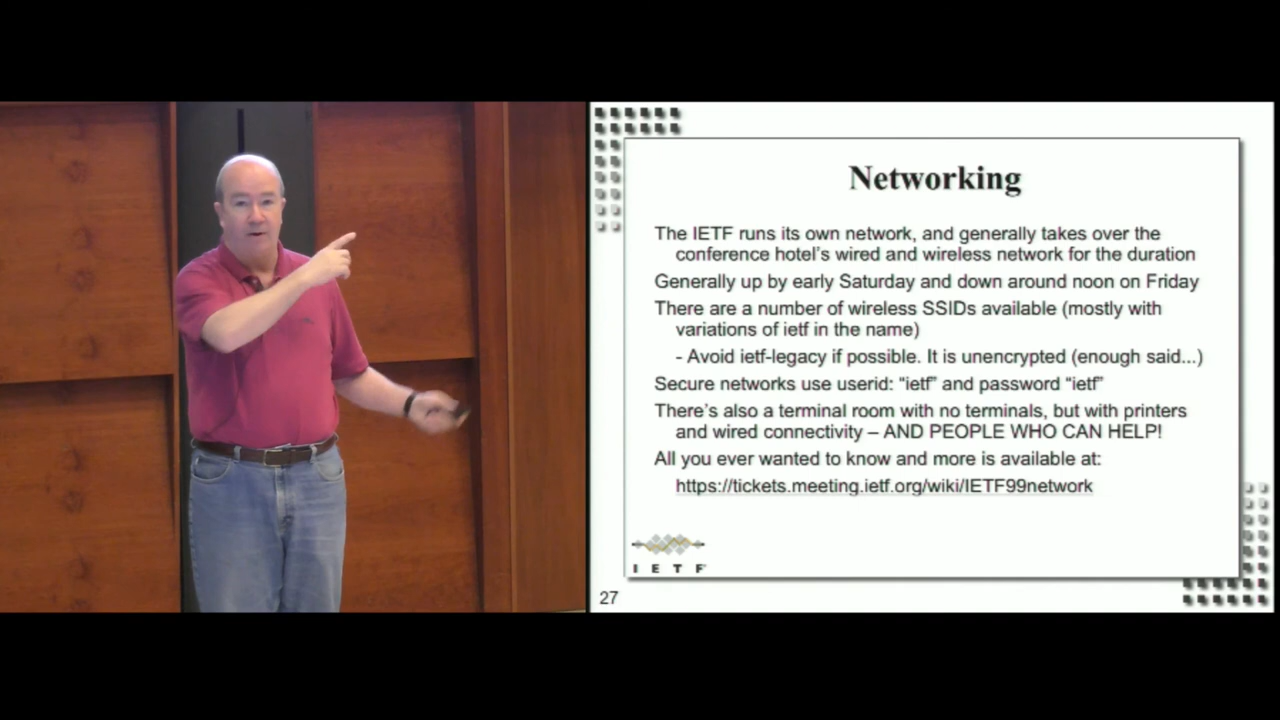 Networking
The IETF runs its own network, and generally takes over the
conference hotel's wired and wireless network for the duration
Generally up by early Saturday and down around noon on Friday
There are a number of wireless SSIDs available (mostly with
variations of ietf in the name)
- Avoid ietf-legacy if possible. It is unencrypted (enough said...)
Secure networks use userid: “ietf” and password “ietf”
There's also a terminal room with no terminals, but with printers
and wired connectivity – AND PEOPLE WHO CAN HELP!
All you ever wanted to know and more is available at:
https://tickets.meeting.ietf.org/wiki/IETF99network
I E T F
27